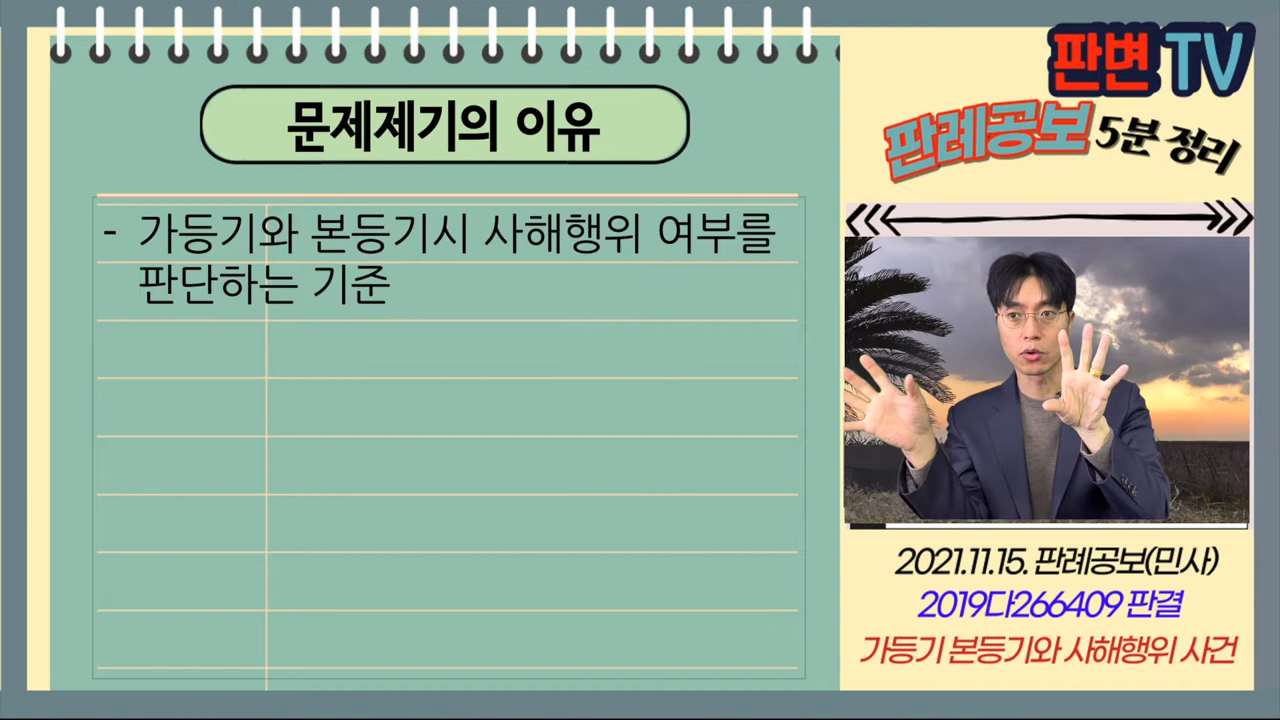 문제제기의 이유
- 가등기와 본등기시 사해행위 여부를
판단하는 기준
판변 TV
판례공보 5분 정리
2021.11.15. 판례공보(민사)
2019다266409 판결
가등기 본등기와 사해행위 사건